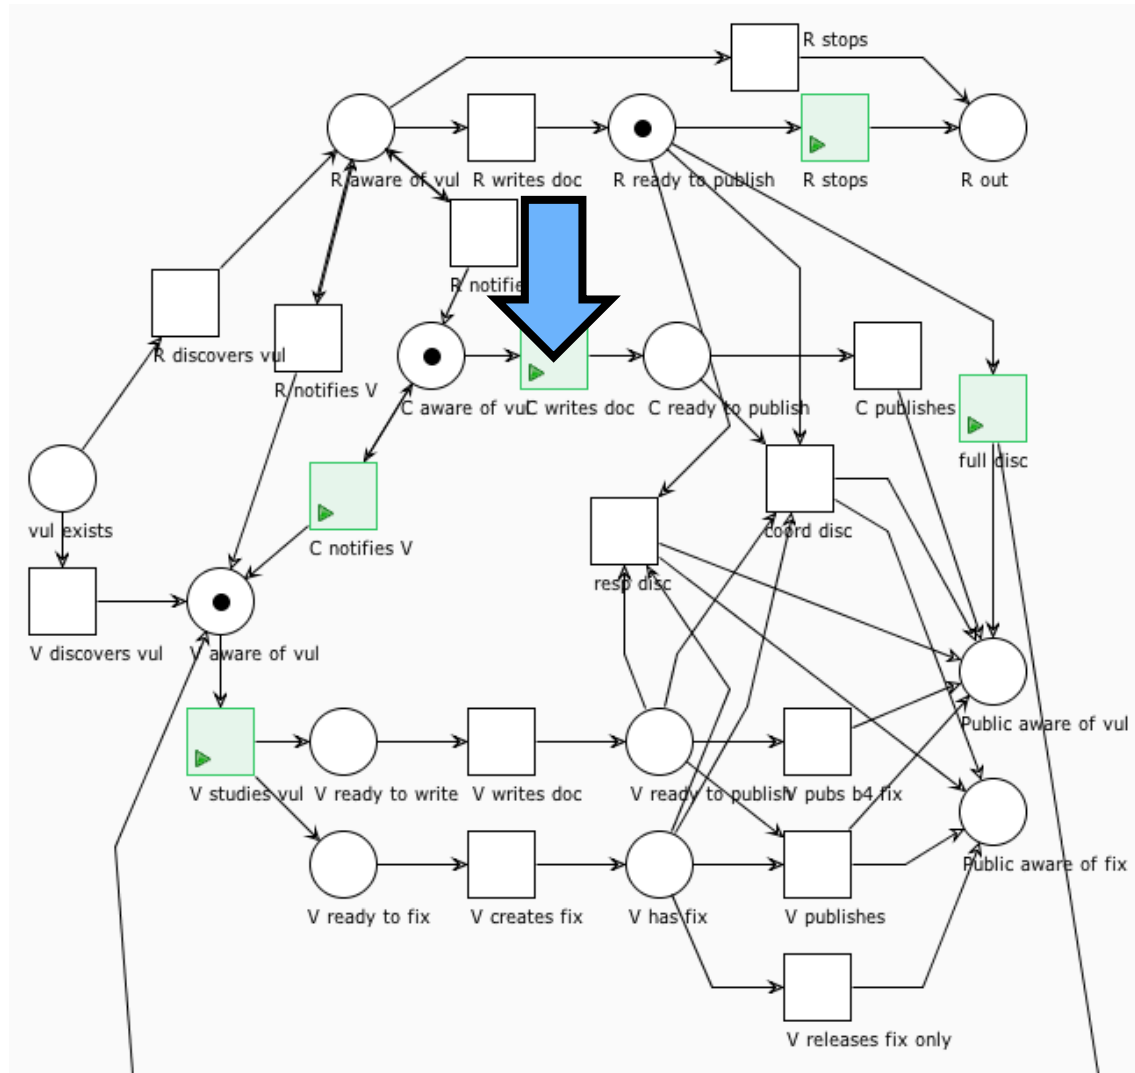 R stops
R aware of vul
R writes doc
R ready to publish
R stops
R out
R notifie
R discovers vul
R notifies V
C aware of vul
C writes doc
C ready to publish
C publishes
full disc
vul exists
C notifies V
coord disc
resp disc
V discovers vul
V aware of vul
Public aware of vul
V studies vul
V ready to write
V writes doc
V ready to publish
V pubs b4 fix
Public aware of fix
V ready to fix
V creates fix
V has fix
V publishes
V releases fix only